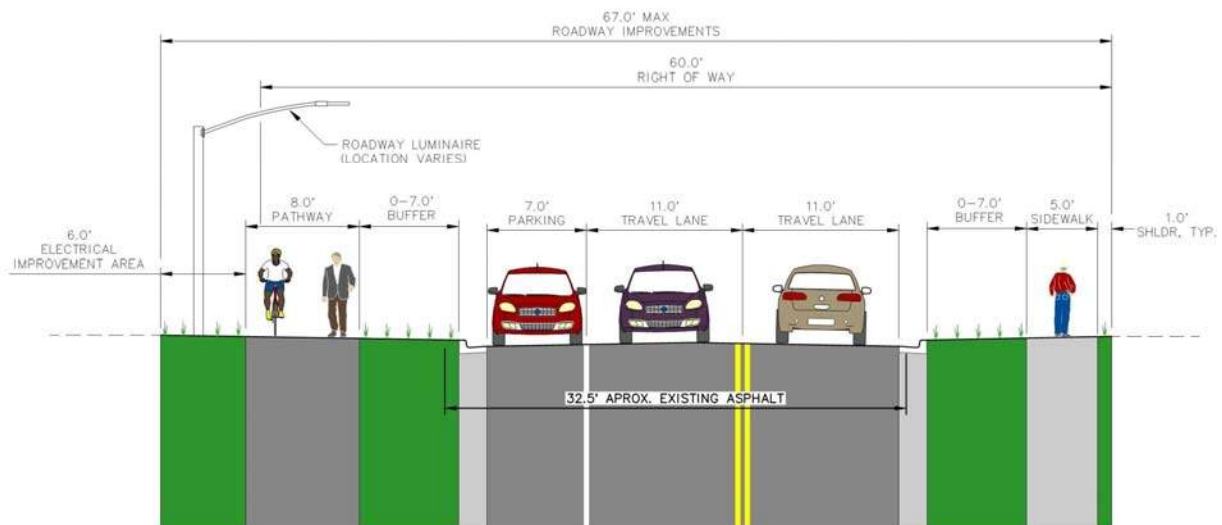 67.0' MAX
ROADWAY IMPROVEMENTS
60.0'
RIGHT OF WAY
ROADWAY LUMINAIRE
(LOCATION VARIES)
6.0'
ELECTRICAL
IMPROVEMENT AREA
8.0'
PATHWAY
0-7.0'
BUFFER
7.0'
PARKING
11.0'
TRAVEL LANE
11.0'
TRAVEL LANE
0-7.0'
BUFFER
5.0'
SIDEWALK
1.0'
SHLDR, TYP.
32.5' APROX. EXISTING ASPHALT